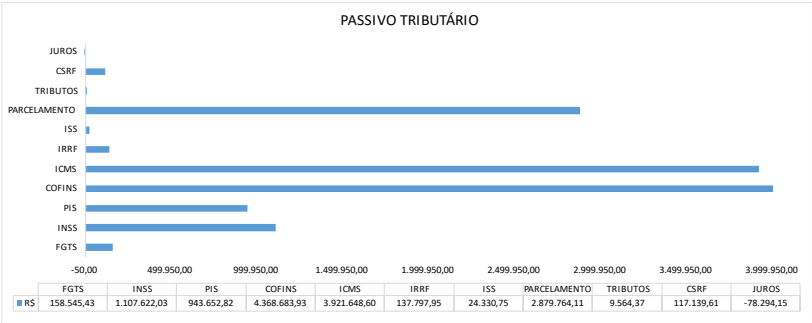 PASSIVO TRIBUTÁRIO
JUROS
CSRF
TRIBUTOS
PARCELAMENTO
ISS
IRRF
ICMS
COFINS
PIS
INSS
FGTS
-50,00 499.950,00 999.950,00 1.499.950,00 1.999.950,00 2.499.950,00 2.999.950,00 3.499.950,00 3.999.950,00
FGTS INSS PIS COFINS ICMS IRRF ISS PARCELAMENTO TRIBUTOS CSRF JUROS
R$ 158.545,43 1.107.622,03 943.652,82 4.368.683,93 3.921.648,60 137.797,95 24.330,75 2.879.764,11 9.564,37 117.139,61 -78.294,15